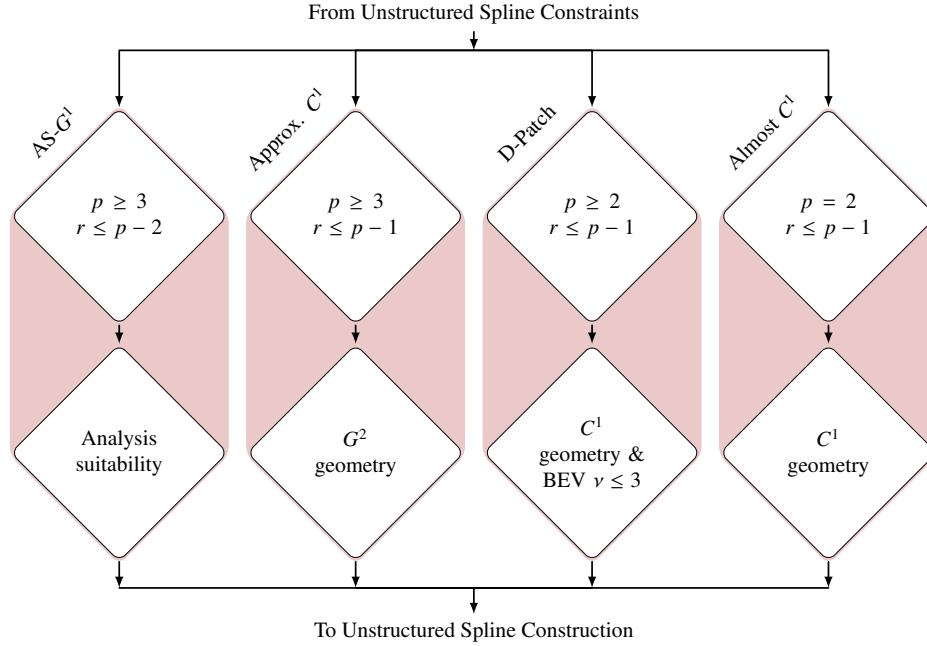 From Unstructured Spline Constraints
AS-G¹
Approx. C¹
D-Patch
Almost C¹
p ≥ 3
r ≤ p − 2
p ≥ 3
r ≤ p − 1
p ≥ 2
r ≤ p − 1
p = 2
r ≤ p − 1
Analysis
suitability
G²
geometry
C¹
geometry &
BEV ν ≤ 3
C¹
geometry
To Unstructured Spline Construction